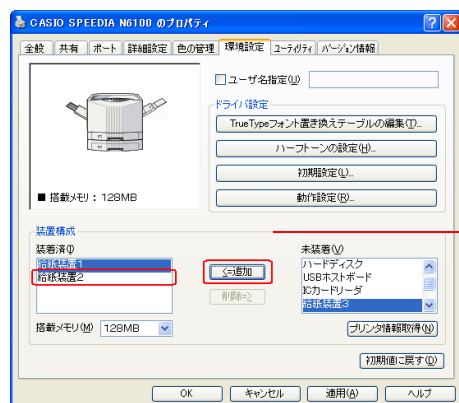 CASIO SPEEDIA N6100 のプロパティ
全般 共有 ポート 詳細設定 色の管理 環境設定 ユーティリティ バージョン情報
ユーザ名指定(U)
ドライバ設定
TrueTypeフォント置き換えテーブルの編集(T)...
ハーフトーンの設定(H)...
初期設定(L)...
動作設定(R)...
■ 搭載メモリ : 128MB
装置構成
装着済(I)
給紙装置1
給紙装置2
<=追加
削除=>
未装着(V)
ハードディスク
USBホストボード
ICカードリーダ
給紙装置3
搭載メモリ(M) 128MB
プリンタ情報取得(N)
初期値に戻す(D)
OK キャンセル 適用(A) ヘルプ